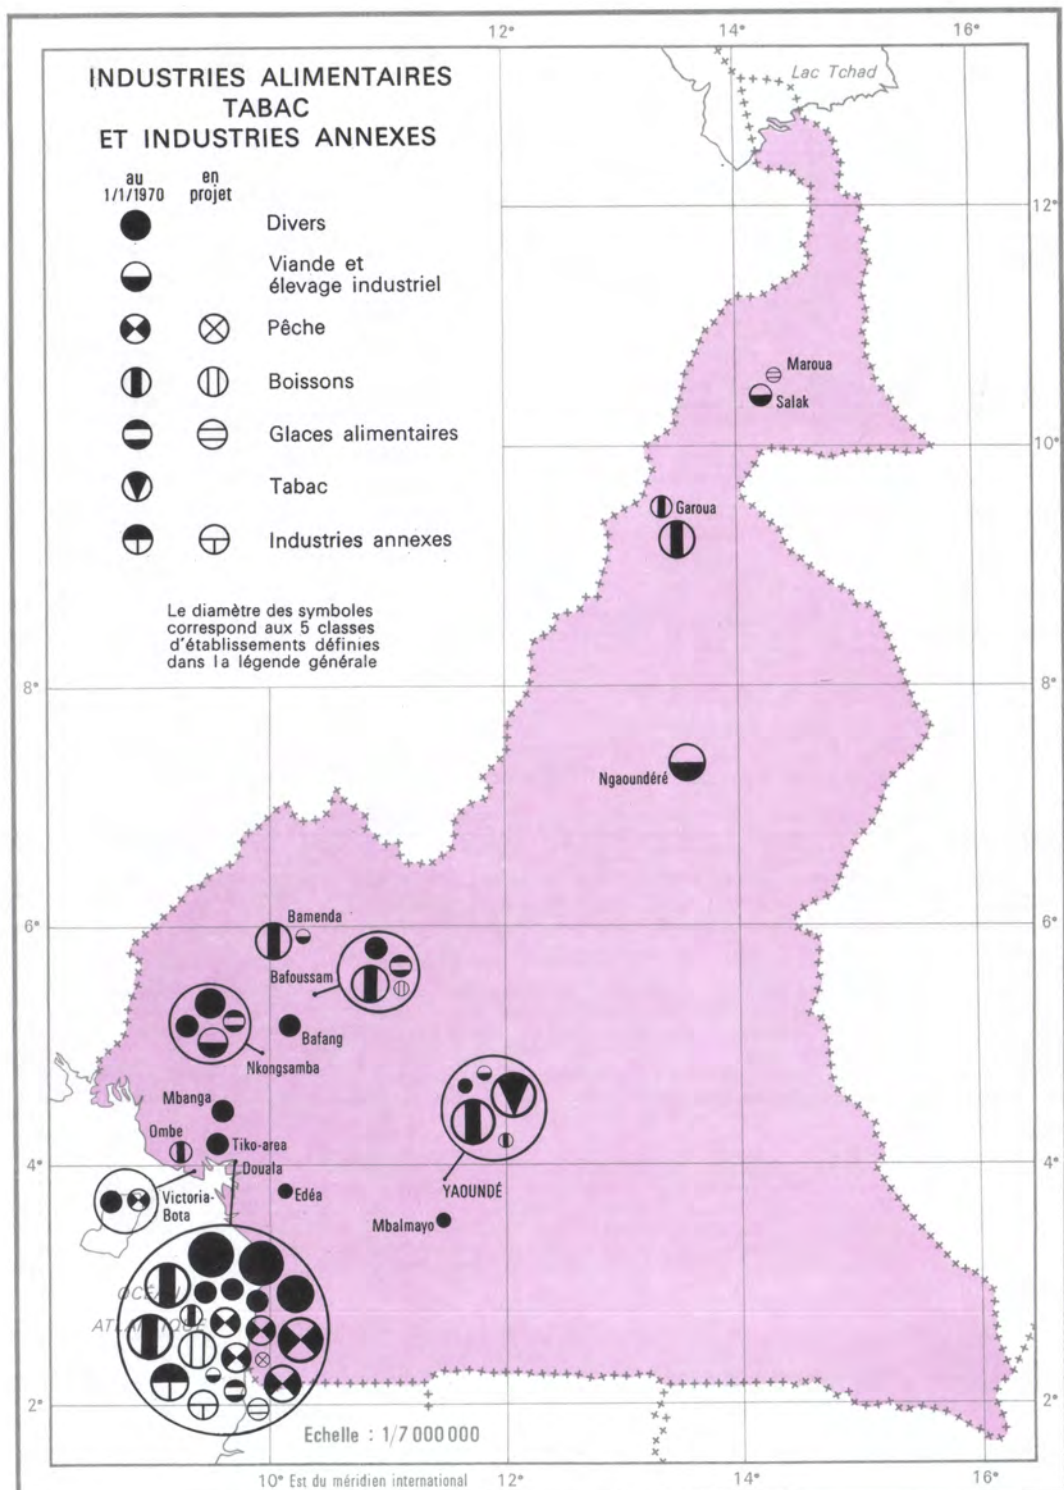 12°
14°
16°
INDUSTRIES ALIMENTAIRES
TABAC
ET INDUSTRIES ANNEXES
au
1/1/1970
en
projet
Divers
Viande et
élevage industriel
Pêche
Boissons
Glaces alimentaires
Tabac
Industries annexes
Le diamètre des symboles
correspond aux 5 classes
d'établissements définies
dans la légende générale
Lac Tchad
12°
Maroua
Salak
10°
Garoua
8°
8°
Ngaoundéré
6°
6°
Bamenda
Bafoussam
Bafang
Nkongsamba
Mbanga
Ombe
Tiko-area
4°
4°
Douala
Victoria-
Bota
Edéa
YAOUNDÉ
Mbalmayo
OCÉAN
ATLANTIQUE
2°
2°
Echelle : 1/7 000 000
10° Est du méridien international
12°
14°
16°